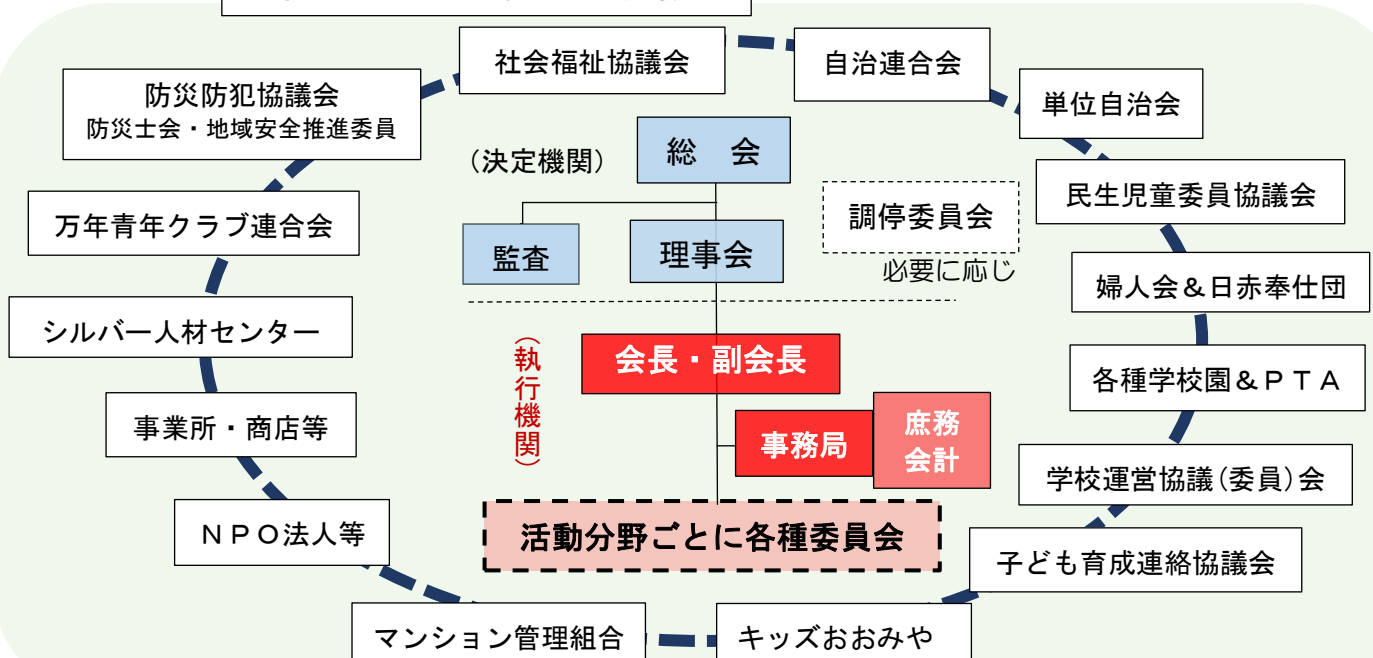 社会福祉協議会
自治連合会
防災防犯協議会
防災士会・地域安全推進委員
単位自治会
(決定機関)
総　会
民生児童委員協議会
万年青年クラブ連合会
調停委員会
必要に応じ
監査
理事会
婦人会＆日赤奉仕団
シルバー人材センター
(執行機関)
会長・副会長
各種学校園＆ＰＴＡ
事業所・商店等
事務局
庶務
会計
学校運営協議(委員)会
ＮＰＯ法人等
活動分野ごとに各種委員会
子ども育成連絡協議会
マンション管理組合
キッズおおみや